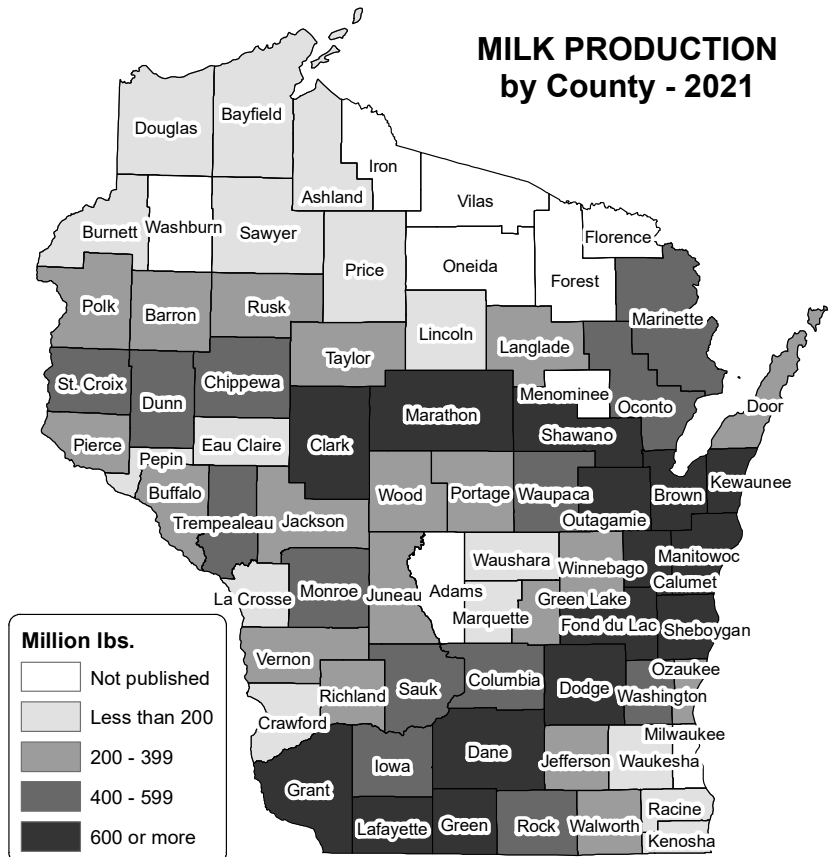 MILK PRODUCTION
by County - 2021
Douglas
Bayfield
Ashland
Iron
Vilas
Burnett
Washburn
Sawyer
Price
Oneida
Forest
Florence
Polk
Barron
Rusk
Taylor
Lincoln
Langlade
Marinette
St. Croix
Dunn
Chippewa
Clark
Marathon
Menominee
Oconto
Door
Shawano
Pierce
Pepin
Eau Claire
Buffalo
Trempealeau
Jackson
Wood
Portage
Waupaca
Outagamie
Brown
Kewaunee
La Crosse
Monroe
Juneau
Adams
Waushara
Marquette
Green Lake
Winnebago
Manitowoc
Calumet
Fond du Lac
Sheboygan
Vernon
Richland
Sauk
Columbia
Dodge
Washington
Ozaukee
Crawford
Grant
Iowa
Dane
Jefferson
Waukesha
Milwaukee
Lafayette
Green
Rock
Walworth
Racine
Kenosha
Million lbs.
Not published
Less than 200
200 - 399
400 - 599
600 or more